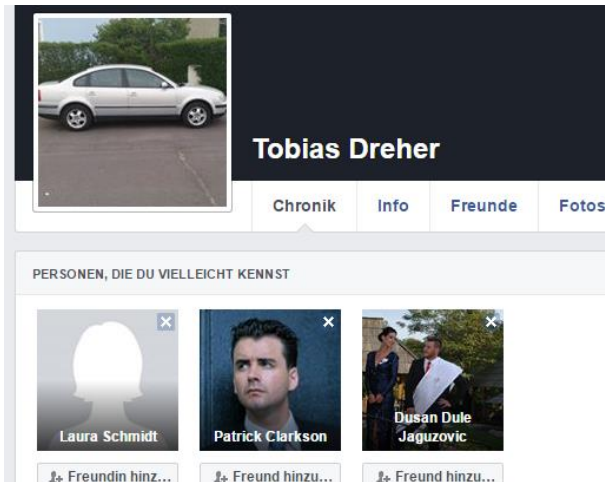 Tobias Dreher
Chronik Info Freunde Fotos
PERSONEN, DIE DU VIELLEICHT KENNST
Laura Schmidt
Patrick Clarkson
Dusan Dule
Jaguzovic
Freundin hinz...
Freund hinzu...
Freund hinzu...